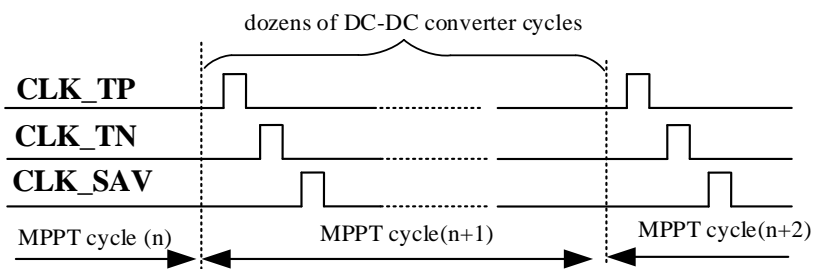 dozens of DC-DC converter cycles
CLK_TP
CLK_TN
CLK_SAV
MPPT cycle (n)
MPPT cycle(n+1)
MPPT cycle(n+2)